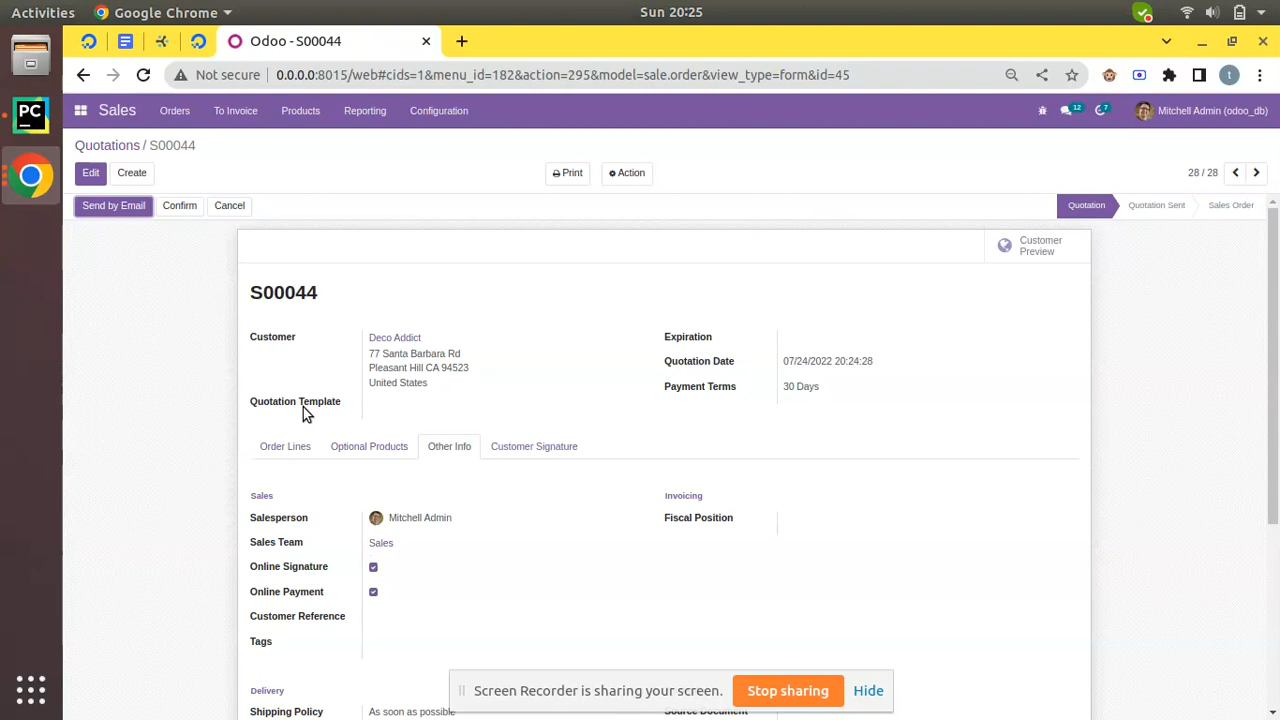 Activities Google Chrome Sun 20:25
Odoo - S00044
Not secure 0.0.0.0:8015/web#cids=1&menu_id=182&action=295&model=sale.order&view_type=form&id=45
Sales Orders To Invoice Products Reporting Configuration 12 7 Mitchell Admin (odoo_db)
Quotations / S00044
Edit Create Print Action 28 / 28
Send by Email Confirm Cancel Quotation Quotation Sent Sales Order
Customer
Preview
S00044
Customer Deco Addict Expiration
77 Santa Barbara Rd
Quotation Date 07/24/2022 20:24:28
Pleasant Hill CA 94523
United States Payment Terms 30 Days
Quotation Template
Order Lines Optional Products Other Info Customer Signature
Sales Invoicing
Salesperson Mitchell Admin Fiscal Position
Sales Team Sales
Online Signature
Online Payment
Customer Reference
Tags
Screen Recorder is sharing your screen. Stop sharing Hide
Delivery
Shipping Policy As soon as possible Source Document
PC
t